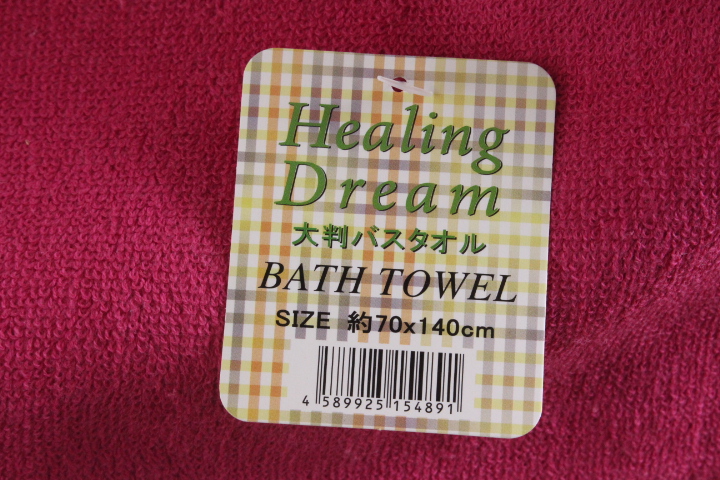 Healing
Dream
大判バスタオル
BATH TOWEL
SIZE 約70x140cm
4 589925 154891